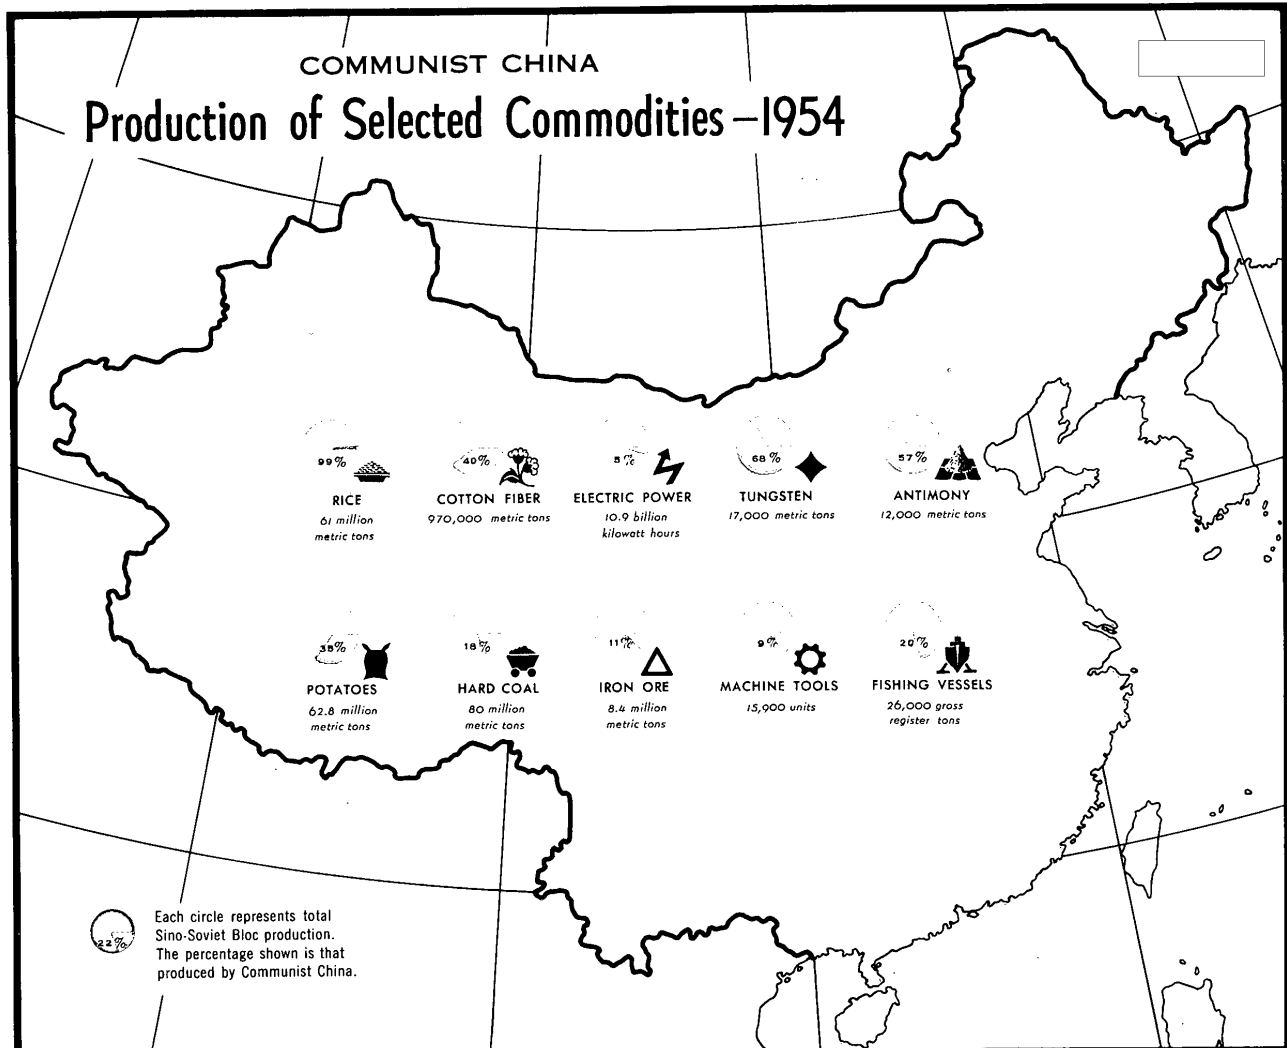 COMMUNIST CHINA
Production of Selected Commodities—1954
99%
RICE
61 million
metric tons
40%
COTTON FIBER
970,000 metric tons
5%
ELECTRIC POWER
10.9 billion
kilowatt hours
68%
TUNGSTEN
17,000 metric tons
57%
ANTIMONY
12,000 metric tons
38%
POTATOES
62.8 million
metric tons
18%
HARD COAL
80 million
metric tons
11%
IRON ORE
8.4 million
metric tons
9%
MACHINE TOOLS
15,900 units
20%
FISHING VESSELS
26,000 gross
register tons
22%
Each circle represents total
Sino-Soviet Bloc production.
The percentage shown is that
produced by Communist China.